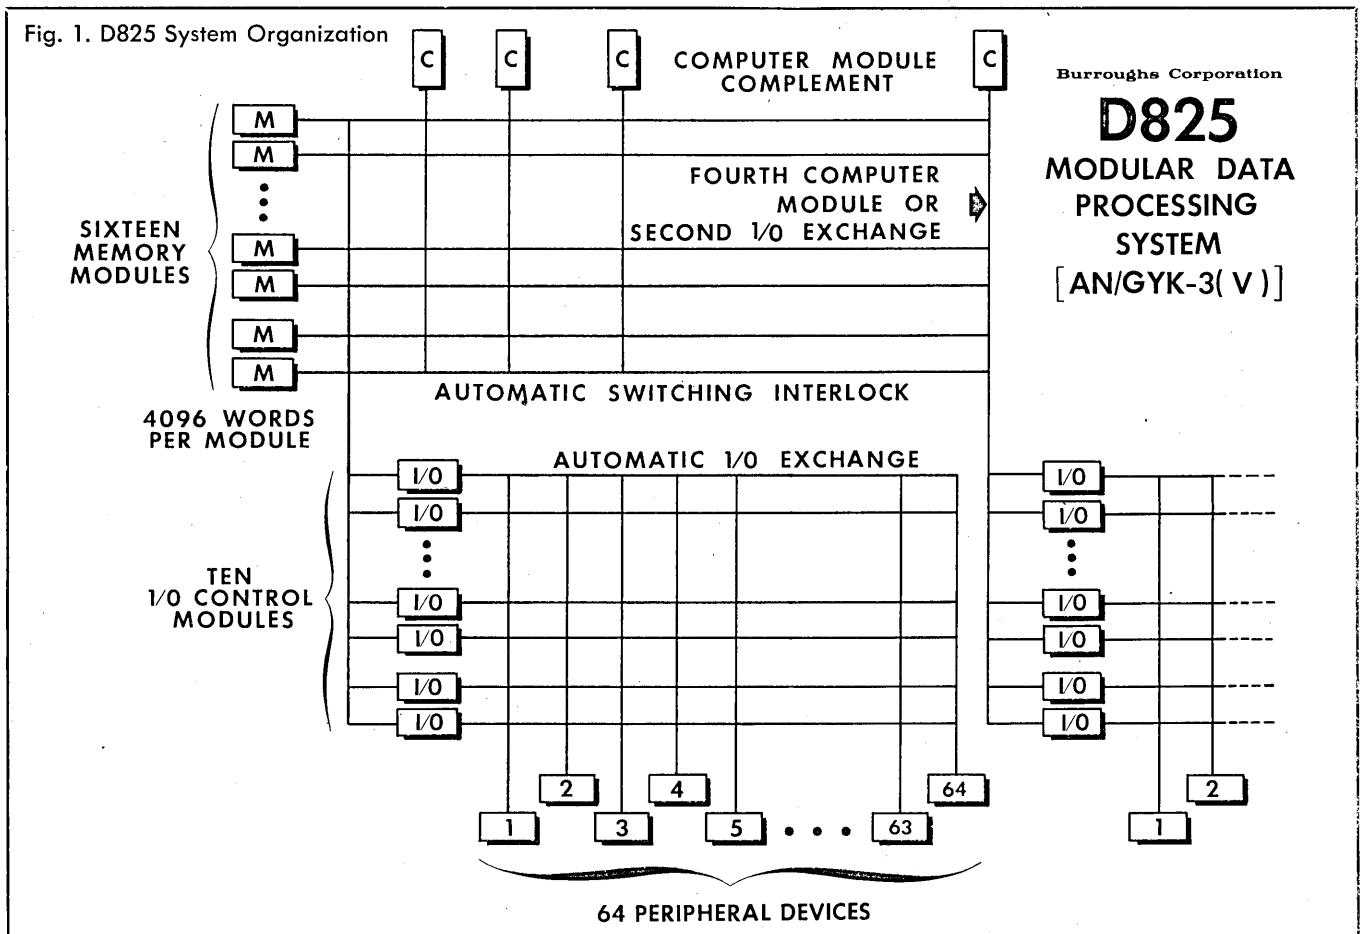 Fig. 1. D825 System Organization
C
C
C
C
COMPUTER MODULE
COMPLEMENT
Burroughs Corporation
D825
MODULAR DATA
PROCESSING
SYSTEM
[AN/GYK-3(V)]
M
M
M
M
M
M
SIXTEEN
MEMORY
MODULES
FOURTH COMPUTER
MODULE OR
SECOND I/O EXCHANGE
AUTOMATIC SWITCHING INTERLOCK
4096 WORDS
PER MODULE
AUTOMATIC I/O EXCHANGE
I/O
I/O
I/O
I/O
I/O
I/O
TEN
I/O CONTROL
MODULES
I/O
I/O
I/O
I/O
I/O
I/O
1
2
3
4
5
63
64
1
2
64 PERIPHERAL DEVICES